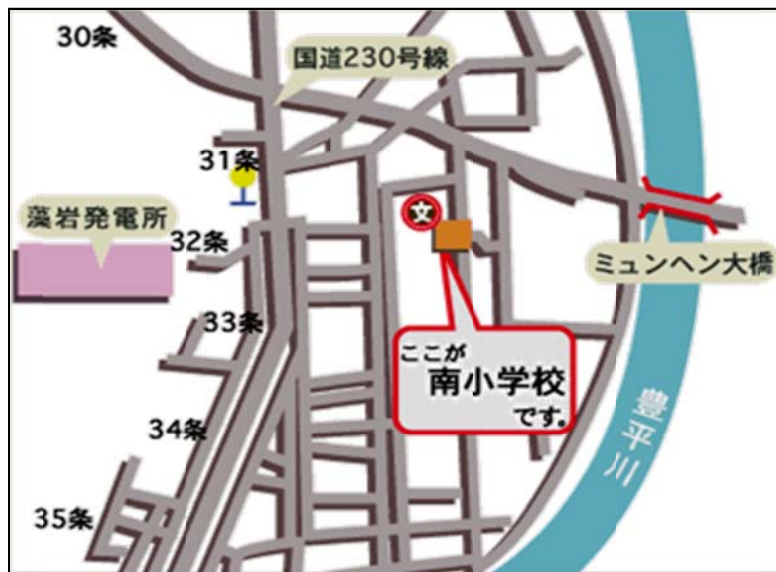 30条
国道230号線
31条
藻岩発電所
32条
文
ミュンヘン大橋
33条
ここが
南小学校
です。
34条
豊平川
35条